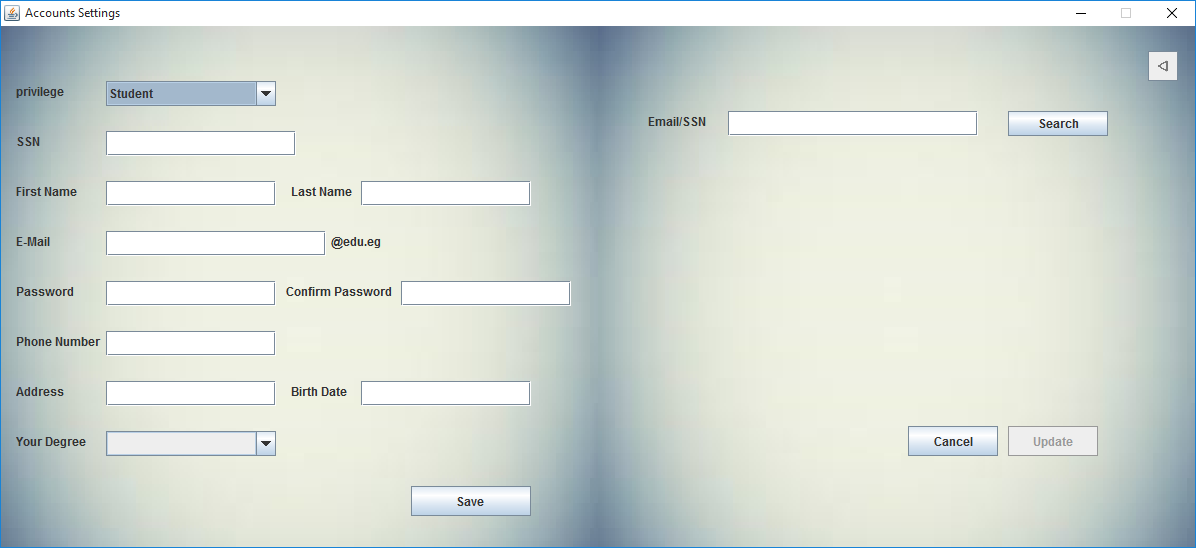 Accounts Settings
privilege Student
SSN
First Name Last Name
E-Mail @edu.eg
Password Confirm Password
Phone Number
Address Birth Date
Your Degree
Save
Email/SSN Search
Cancel Update